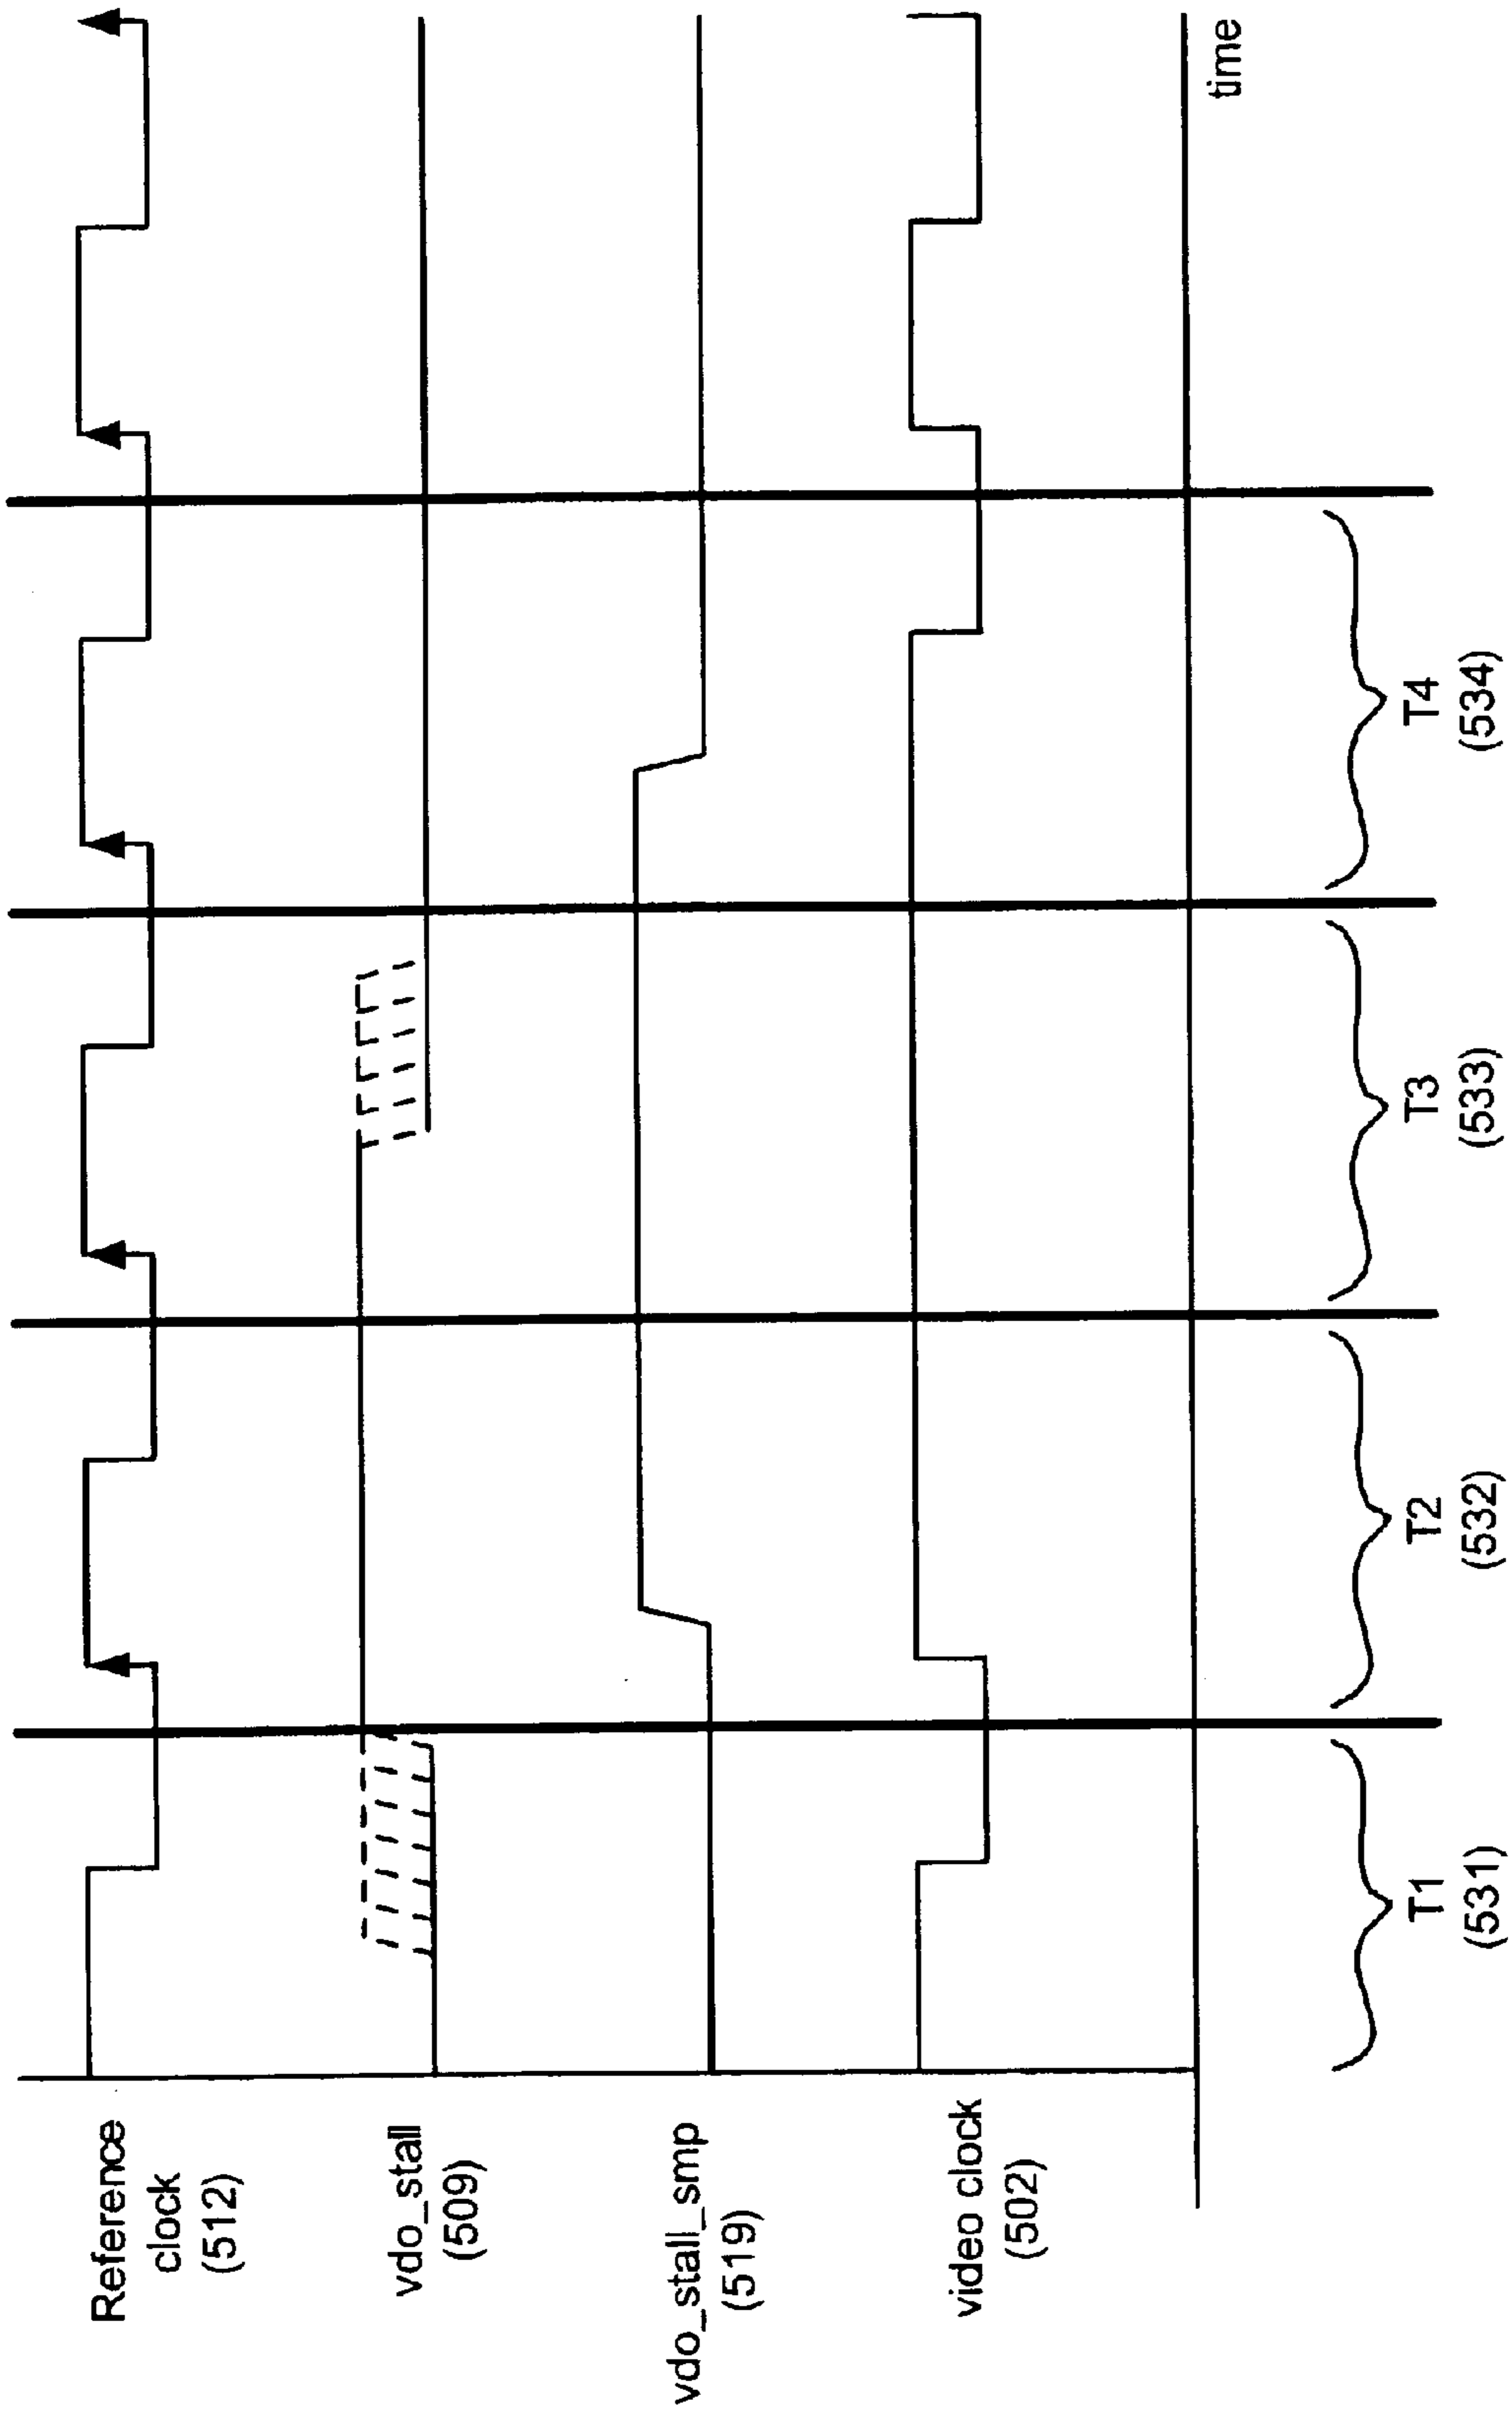 Reference
clock
(512)
vdo_stall
(509)
vdo_stall_smp
(519)
video clock
(502)
time
T1
(531)
T2
(532)
T3
(533)
T4
(534)